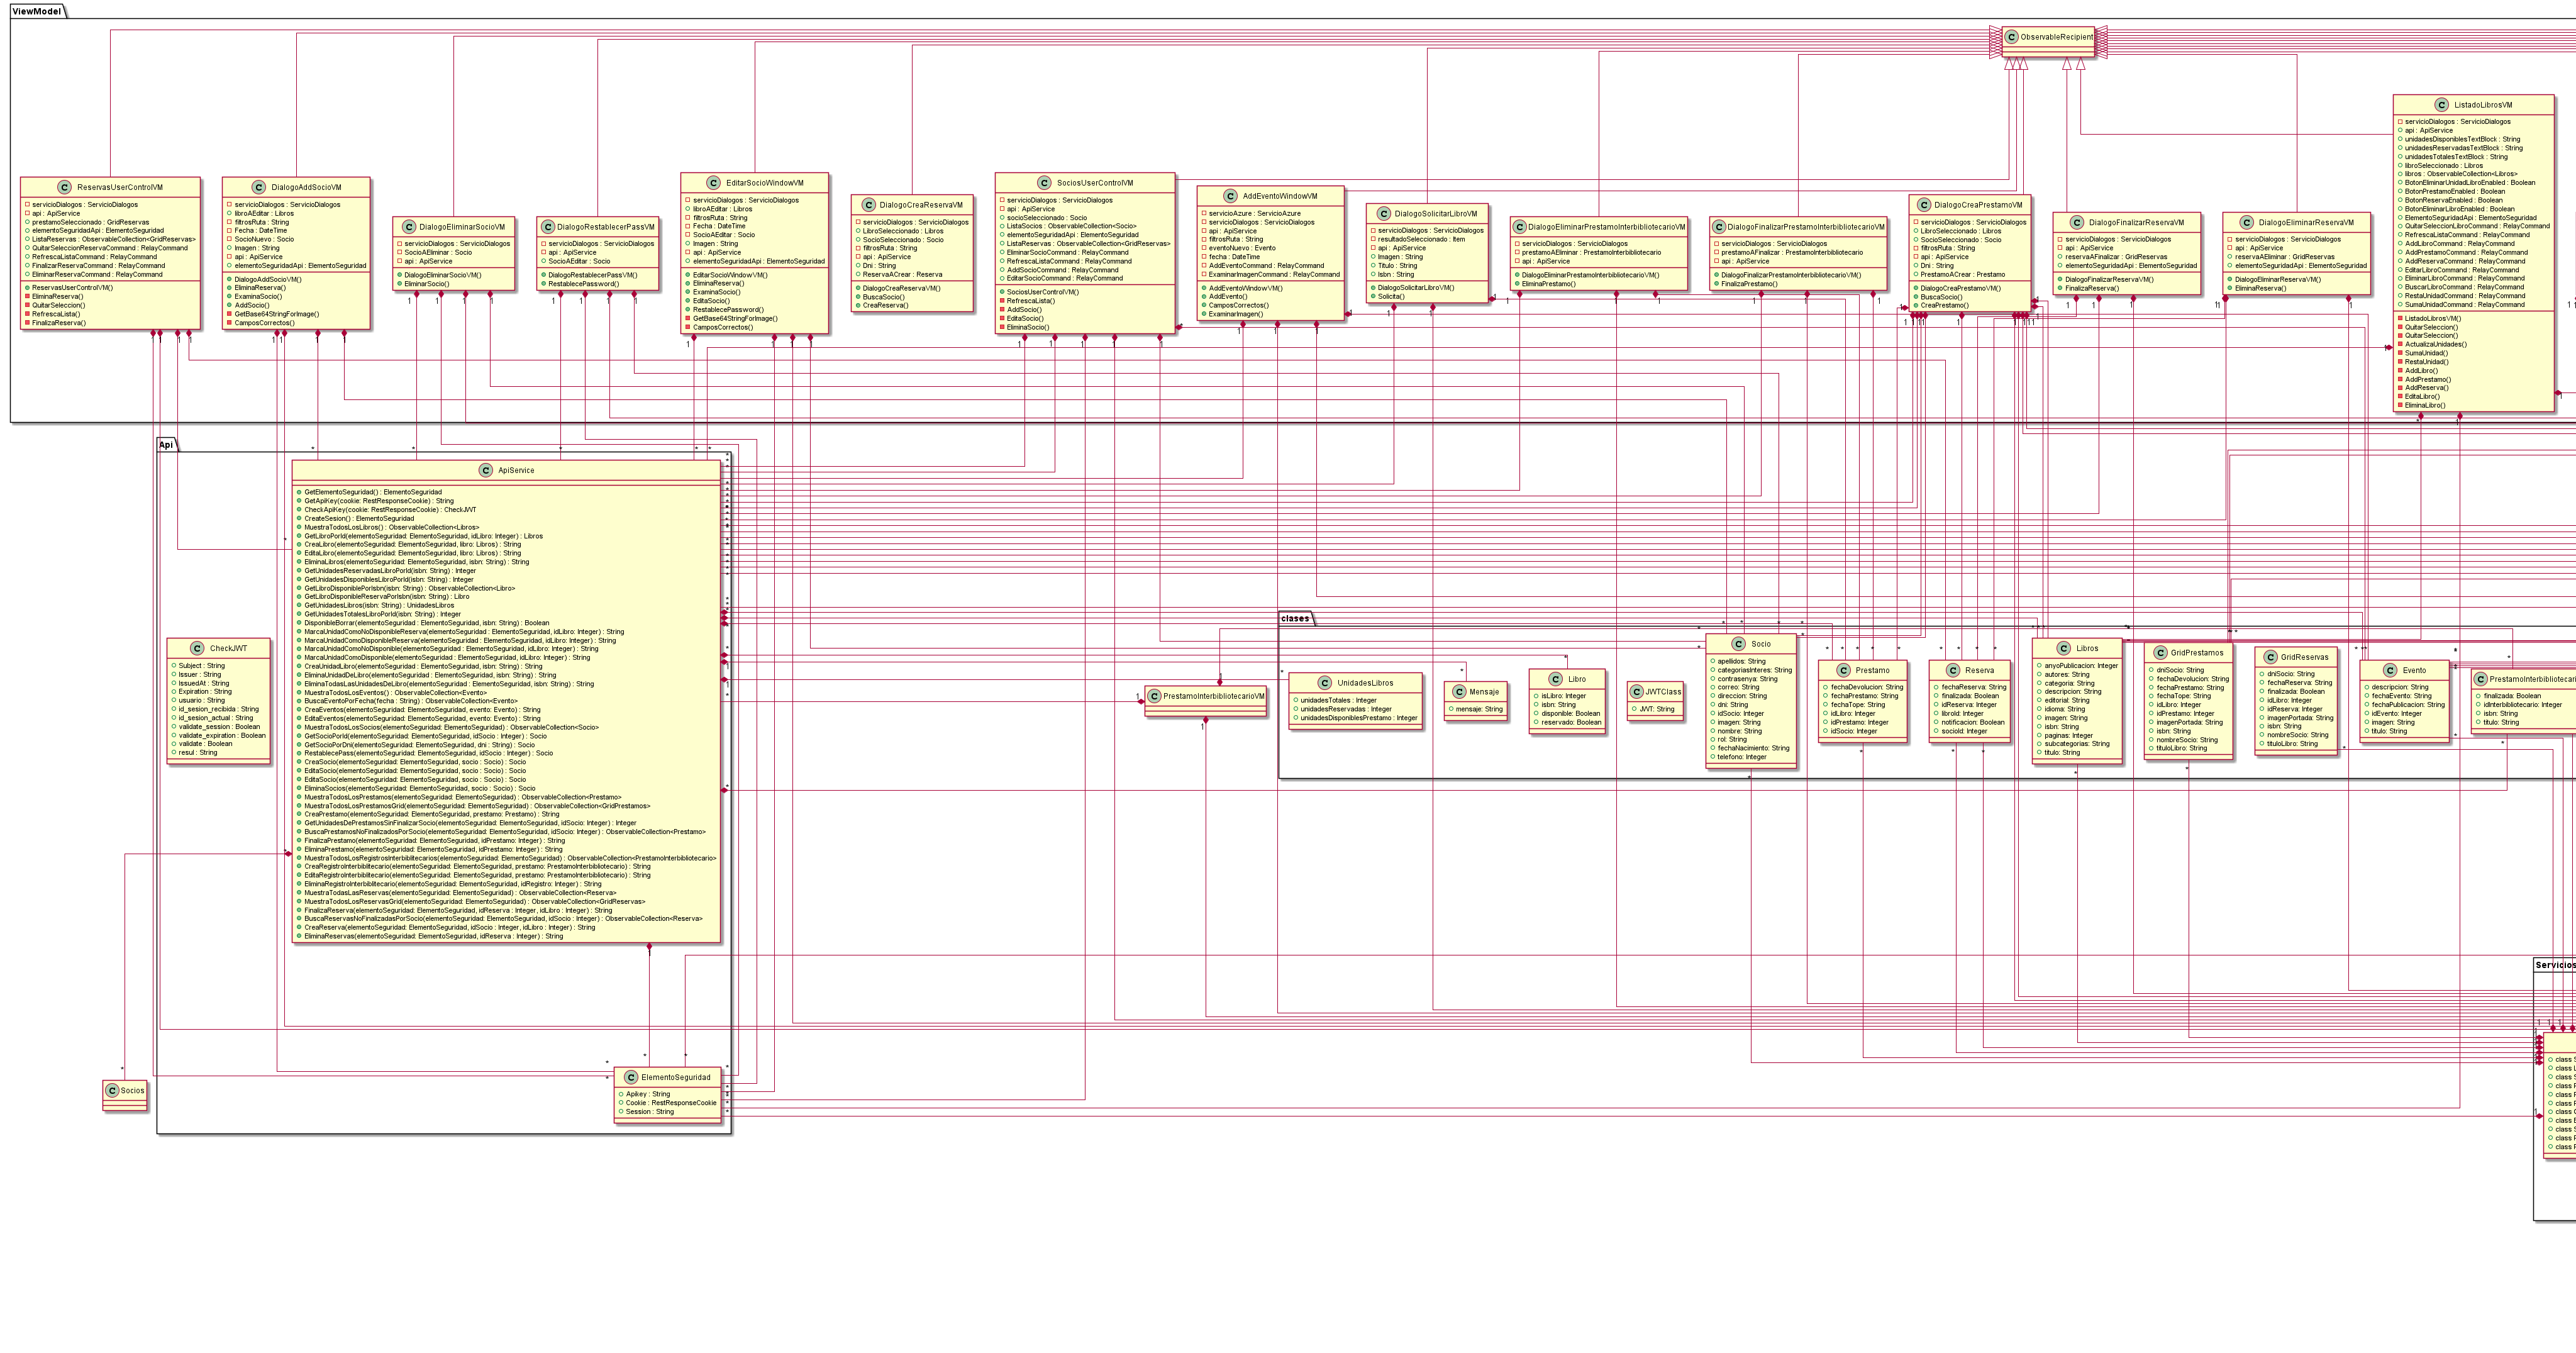 ViewModel
ObservableRecipient
ListadoLibrosVM
servicioDialogos : ServicioDialogos
api : ApiService
unidadesDisponiblesTextBlock : String
unidadesReservadasTextBlock : String
unidadesTotalesTextBlock : String
libroSeleccionado : Libros
libros : ObservableCollection<Libros>
BotonEliminarUnidadLibroEnabled : Boolean
BotonPrestamoEnabled : Boolean
BotonReservaEnabled : Boolean
BotonEliminarLibroEnabled : Boolean
ElementoSeguridadApi : ElementoSeguridad
QuitarSeleccionLibroCommand : RelayCommand
RefrescaListaCommand : RelayCommand
AddLibroCommand : RelayCommand
AddPrestamoCommand : RelayCommand
AddReservaCommand : RelayCommand
EditarLibroCommand : RelayCommand
EliminarLibroCommand : RelayCommand
BuscarLibroCommand : RelayCommand
RestaUnidadCommand : RelayCommand
SumaUnidadCommand : RelayCommand
ListadoLibrosVM()
QuitarSeleccion()
QuitarSeleccion()
ActualizaUnidades()
SumaUnidad()
RestaUnidad()
AddLibro()
AddPrestamo()
AddReserva()
EditaLibro()
EliminaLibro()
ReservasUserControlVM
servicioDialogos : ServicioDialogos
api : ApiService
prestamoSeleccionado : GridReservas
elementoSeguridadApi : ElementoSeguridad
ListaReservas : ObservableCollection<GridReservas>
QuitarSeleccionReservaCommand : RelayCommand
RefrescaListaCommand : RelayCommand
FinalizarReservaCommand : RelayCommand
EliminarReservaCommand : RelayCommand
ReservasUserControlVM()
EliminaReserva()
QuitarSeleccion()
RefrescaLista()
FinalizaReserva()
DialogoAddSocioVM
servicioDialogos : ServicioDialogos
libroAEditar : Libros
filtrosRuta : String
Fecha : DateTime
SocioNuevo : Socio
Imagen : String
api : ApiService
elementoSeguridadApi : ElementoSeguridad
DialogoAddSocioVM()
EliminaReserva()
ExaminaSocio()
AddSocio()
GetBase64StringForImage()
CamposCorrectos()
DialogoEliminarSocioVM
servicioDialogos : ServicioDialogos
SocioAEliminar : Socio
api : ApiService
DialogoEliminarSocioVM()
EliminarSocio()
DialogoRestablecerPassVM
servicioDialogos : ServicioDialogos
api : ApiService
SocioAEditar : Socio
DialogoRestablecerPassVM()
RestablecePassword()
EditarSocioWindowVM
servicioDialogos : ServicioDialogos
libroAEditar : Libros
filtrosRuta : String
Fecha : DateTime
SocioAEditar : Socio
Imagen : String
api : ApiService
elementoSeguridadApi : ElementoSeguridad
EditarSocioWindowVM()
EliminaReserva()
ExaminaSocio()
EditaSocio()
RestablecePassword()
GetBase64StringForImage()
CamposCorrectos()
DialogoCreaReservaVM
servicioDialogos : ServicioDialogos
LibroSeleccionado : Libros
SocioSeleccionado : Socio
filtrosRuta : String
api : ApiService
Dni : String
ReservaACrear : Reserva
DialogoCreaReservaVM()
BuscaSocio()
CreaReserva()
SociosUserControlVM
servicioDialogos : ServicioDialogos
api : ApiService
socioSeleccionado : Socio
ListaSocios : ObservableCollection<Socio>
elementoSeguridadApi : ElementoSeguridad
ListaReservas : ObservableCollection<GridReservas>
EliminarSocioCommand : RelayCommand
RefrescaListaCommand : RelayCommand
AddSocioCommand : RelayCommand
EditarSocioCommand : RelayCommand
SociosUserControlVM()
RefrescaLista()
AddSocio()
EditaSocio()
EliminaSocio()
AddEventoWindowVM
servicioAzure : ServicioAzure
servicioDialogos : ServicioDialogos
api : ApiService
filtrosRuta : String
eventoNuevo : Evento
fecha : DateTime
AddEventoCommand : RelayCommand
ExaminarImagenCommand : RelayCommand
AddEventoWindowVM()
AddEvento()
CamposCorrectos()
ExaminarImagen()
DialogoSolicitarLibroVM
servicioDialogos : ServicioDialogos
resultadoSeleccionado : Item
api : ApiService
Imagen : String
Titulo : String
Isbn : String
DialogoSolicitarLibroVM()
Solicita()
DialogoEliminarPrestamoInterbibliotecarioVM
servicioDialogos : ServicioDialogos
prestamoAEliminar : PrestamoInterbibliotecario
api : ApiService
DialogoEliminarPrestamoInterbibliotecarioVM()
EliminaPrestamo()
DialogoFinalizarPrestamoInterbibliotecarioVM
servicioDialogos : ServicioDialogos
prestamoAFinalizar : PrestamoInterbibliotecario
api : ApiService
DialogoFinalizarPrestamoInterbibliotecarioVM()
FinalizaPrestamo()
DialogoCreaPrestamoVM
servicioDialogos : ServicioDialogos
LibroSeleccionado : Libros
SocioSeleccionado : Socio
filtrosRuta : String
api : ApiService
Dni : String
PrestamoACrear : Prestamo
DialogoCreaPrestamoVM()
BuscaSocio()
CreaPrestamo()
DialogoFinalizarReservaVM
servicioDialogos : ServicioDialogos
api : ApiService
reservaAFinalizar : GridReservas
elementoSeguridadApi : ElementoSeguridad
DialogoFinalizarReservaVM()
FinalizaReserva()
DialogoEliminarReservaVM
servicioDialogos : ServicioDialogos
api : ApiService
reservaAEliminar : GridReservas
elementoSeguridadApi : ElementoSeguridad
DialogoEliminarReservaVM()
EliminaReserva()
Api
ApiService
GetElementoSeguridad() : ElementoSeguridad
GetApiKey(cookie: RestResponseCookie) : String
CheckApiKey(cookie: RestResponseCookie) : CheckJWT
CreateSesion() : ElementoSeguridad
MuestraTodosLosLibros() : ObservableCollection<Libros>
GetLibroPorId(elementoSeguridad: ElementoSeguridad, idLibro: Integer) : Libros
CreaLibro(elementoSeguridad: ElementoSeguridad, libro: Libros) : String
EditaLibro(elementoSeguridad: ElementoSeguridad, libro: Libros) : String
EliminaLibros(elementoSeguridad: ElementoSeguridad, isbn: String) : String
GetUnidadesReservadasLibroPorId(isbn: String) : Integer
GetUnidadesDisponiblesLibroPorId(isbn: String) : Integer
GetLibroDisponiblePorIsbn(isbn: String) : ObservableCollection<Libro>
GetLibroDisponibleReservaPorIsbn(isbn: String) : Libro
GetUnidadesLibros(isbn: String) : UnidadesLibros
GetUnidadesTotalesLibroPorId(isbn: String) : Integer
DisponibleBorrar(elementoSeguridad : ElementoSeguridad, isbn: String) : Boolean
MarcaUnidadComoNoDisponibleReserva(elementoSeguridad : ElementoSeguridad, idLibro: Integer) : String
MarcaUnidadComoDisponibleReserva(elementoSeguridad : ElementoSeguridad, idLibro: Integer) : String
MarcaUnidadComoNoDisponible(elementoSeguridad : ElementoSeguridad, idLibro: Integer) : String
MarcaUnidadComoDisponible(elementoSeguridad : ElementoSeguridad, idLibro: Integer) : String
CreaUnidadLibro(elementoSeguridad : ElementoSeguridad, isbn: String) : String
EliminaUnidadDeLibro(elementoSeguridad : ElementoSeguridad, isbn: String) : String
EliminaTodasLasUnidadesDeLibro(elementoSeguridad : ElementoSeguridad, isbn: String) : String
MuestraTodosLosEventos() : ObservableCollection<Evento>
BuscaEventoPorFecha(fecha : String) : ObservableCollection<Evento>
CreaEventos(elementoSeguridad: ElementoSeguridad, evento: Evento) : String
EditaEventos(elementoSeguridad: ElementoSeguridad, evento: Evento) : String
MuestraTodosLosSocios(elementoSeguridad: ElementoSeguridad) : ObservableCollection<Socio>
GetSocioPorId(elementoSeguridad: ElementoSeguridad, idSocio : Integer) : Socio
GetSocioPorDni(elementoSeguridad: ElementoSeguridad, dni : String) : Socio
RestablecePass(elementoSeguridad: ElementoSeguridad, idSocio : Integer) : Socio
CreaSocio(elementoSeguridad: ElementoSeguridad, socio : Socio) : Socio
EditaSocio(elementoSeguridad: ElementoSeguridad, socio : Socio) : Socio
EditaSocio(elementoSeguridad: ElementoSeguridad, socio : Socio) : Socio
EliminaSocios(elementoSeguridad: ElementoSeguridad, socio : Socio) : Socio
MuestraTodosLosPrestamos(elementoSeguridad: ElementoSeguridad) : ObservableCollection<Prestamo>
MuestraTodosLosPrestamosGrid(elementoSeguridad: ElementoSeguridad) : ObservableCollection<GridPrestamos>
CreaPrestamo(elementoSeguridad: ElementoSeguridad, prestamo: Prestamo) : String
GetUnidadesDePrestamosSinFinalizarSocio(elementoSeguridad: ElementoSeguridad, idSocio: Integer) : Integer
BuscaPrestamosNoFinalizadosPorSocio(elementoSeguridad: ElementoSeguridad, idSocio: Integer) : ObservableCollection<Prestamo>
FinalizaPrestamo(elementoSeguridad: ElementoSeguridad, idPrestamo: Integer) : String
EliminaPrestamo(elementoSeguridad: ElementoSeguridad, idPrestamo: Integer) : String
MuestraTodosLosRegistrosInterbiblitecarios(elementoSeguridad: ElementoSeguridad) : ObservableCollection<PrestamoInterbibliotecario>
CreaRegistroInterbiblitecario(elementoSeguridad: ElementoSeguridad, prestamo: PrestamoInterbibliotecario) : String
EditaRegistroInterbiblitecario(elementoSeguridad: ElementoSeguridad, prestamo: PrestamoInterbibliotecario) : String
EliminaRegistroInterbiblitecario(elementoSeguridad: ElementoSeguridad, idRegistro: Integer) : String
MuestraTodasLasReservas(elementoSeguridad: ElementoSeguridad) : ObservableCollection<Reserva>
MuestraTodosLosReservasGrid(elementoSeguridad: ElementoSeguridad) : ObservableCollection<GridReservas>
FinalizaReserva(elementoSeguridad: ElementoSeguridad, idReserva : Integer, idLibro : Integer) : String
BuscaReservasNoFinalizadasPorSocio(elementoSeguridad: ElementoSeguridad, idSocio : Integer) : ObservableCollection<Reserva>
CreaReserva(elementoSeguridad: ElementoSeguridad, idSocio : Integer, idLibro : Integer) : String
EliminaReservas(elementoSeguridad: ElementoSeguridad, idReserva : Integer) : String
CheckJWT
Subject : String
Issuer : String
IssuedAt : String
Expiration : String
usuario : String
id_sesion_recibida : String
id_sesion_actual : String
validate_session : Boolean
validate_expiration : Boolean
validate : Boolean
resul : String
Socios
ElementoSeguridad
Apikey : String
Cookie : RestResponseCookie
Session : String
PrestamoInterbibliotecarioVM
clases
UnidadesLibros
unidadesTotales : Integer
unidadesReservadas : Integer
unidadesDisponiblesPrestamo : Integer
Mensaje
mensaje: String
Libro
isLibro: Integer
isbn: String
disponible: Boolean
reservado: Boolean
JWTClass
JWT: String
Socio
apellidos: String
categoriasInteres: String
contrasenya: String
correo: String
direccion: String
dni: String
idSocio: Integer
imagen: String
nombre: String
rol: String
fechaNacimiento: String
telefono: Integer
Prestamo
fechaDevolucion: String
fechaPrestamo: String
fechaTope: String
idLibro: Integer
idPrestamo: Integer
idSocio: Integer
Reserva
fechaReserva: String
finalizada: Boolean
idReserva: Integer
libroId: Integer
notificacion: Boolean
socioId: Integer
Libros
anyoPublicacion: Integer
autores: String
categoria: String
descripcion: String
editorial: String
idioma: String
imagen: String
isbn: String
paginas: Integer
subcategorias: String
titulo: String
GridPrestamos
dniSocio: String
fechaDevolucion: String
fechaPrestamo: String
fechaTope: String
idLibro: Integer
idPrestamo: Integer
imagenPortada: String
isbn: String
nombreSocio: String
tituloLibro: String
GridReservas
dniSocio: String
fechaReserva: String
finalizada: Boolean
idLibro: Integer
idReserva: Integer
imagenPortada: String
isbn: String
nombreSocio: String
tituloLibro: String
Evento
descripcion: String
fechaEvento: String
fechaPublicacion: String
idEvento: Integer
imagen: String
titulo: String
PrestamoInterbibliotecari
finalizada: Boolean
idInterbibliotecario: Integer
isbn: String
titulo: String
Servicios
class
class
class
class
class
class
class
class
class
class
class